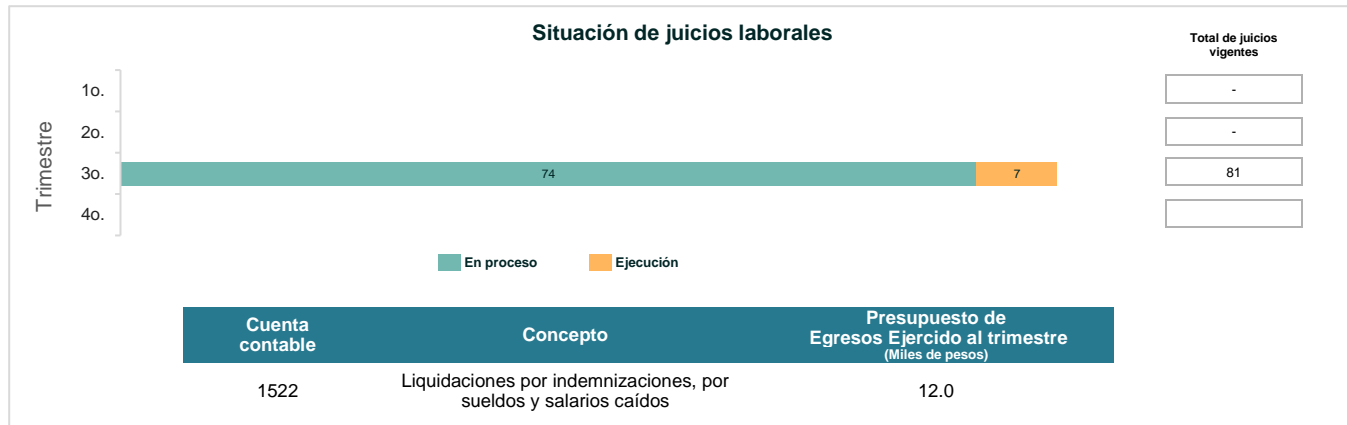 Situación de juicios laborales
Total de juicios
vigentes
Trimestre
1o.
-
2o.
-
3o.
74
7
81
4o.
En proceso
Ejecución
Cuenta
contable
Concepto
Presupuesto de
Egresos Ejercido al trimestre
(Miles de pesos)
1522
Liquidaciones por indemnizaciones, por
sueldos y salarios caídos
12.0